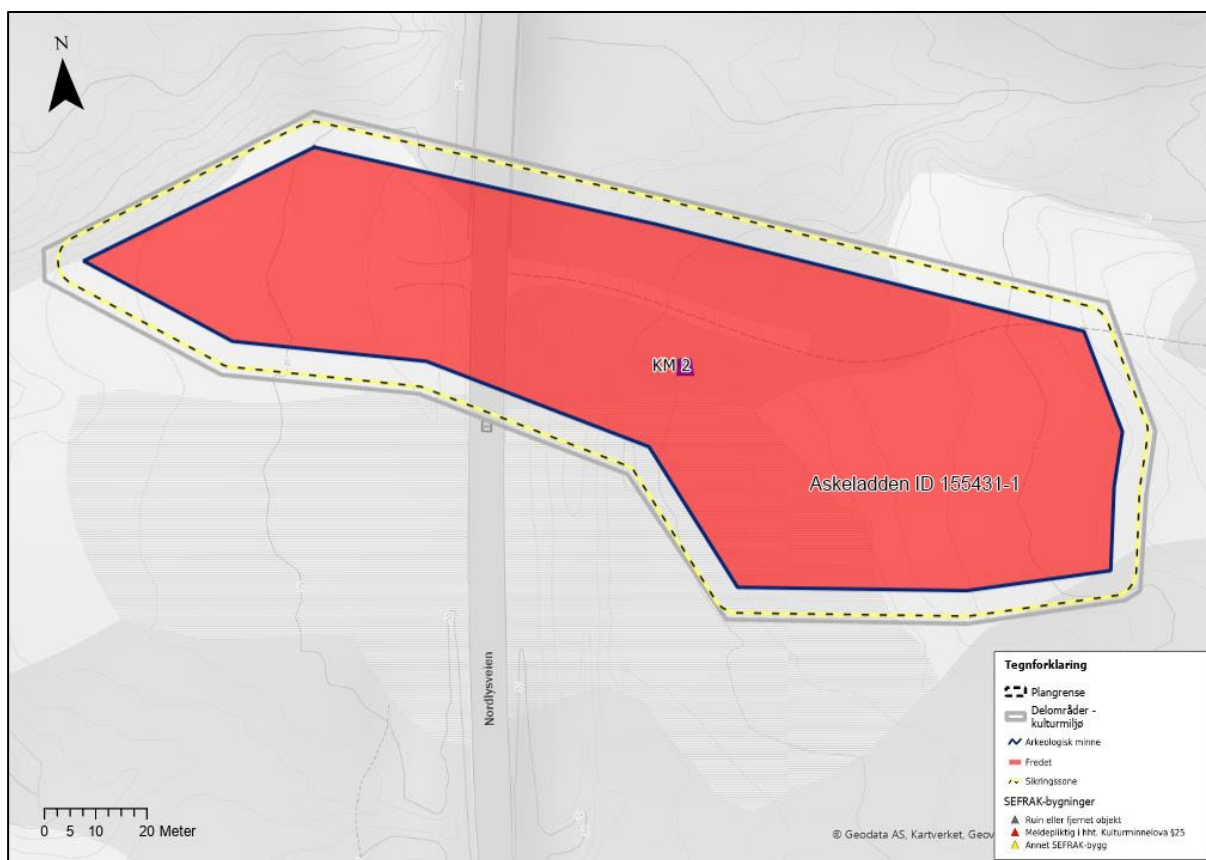 N
KM 2
Askeladden ID 155431-1
Nordlysveien
0 5 10 20 Meter
© Geodata AS, Kartverket, Geov
Tegnforklaring
Plangrense
Delområder -
kulturmiljø
Arkeologisk minne
Fredet
Sikringssone
SEFRAK-bygninger
Ruin eller fjernet objekt
Meldepliktig i hht. Kulturminnelova §25
Annet SEFRAK-bygg